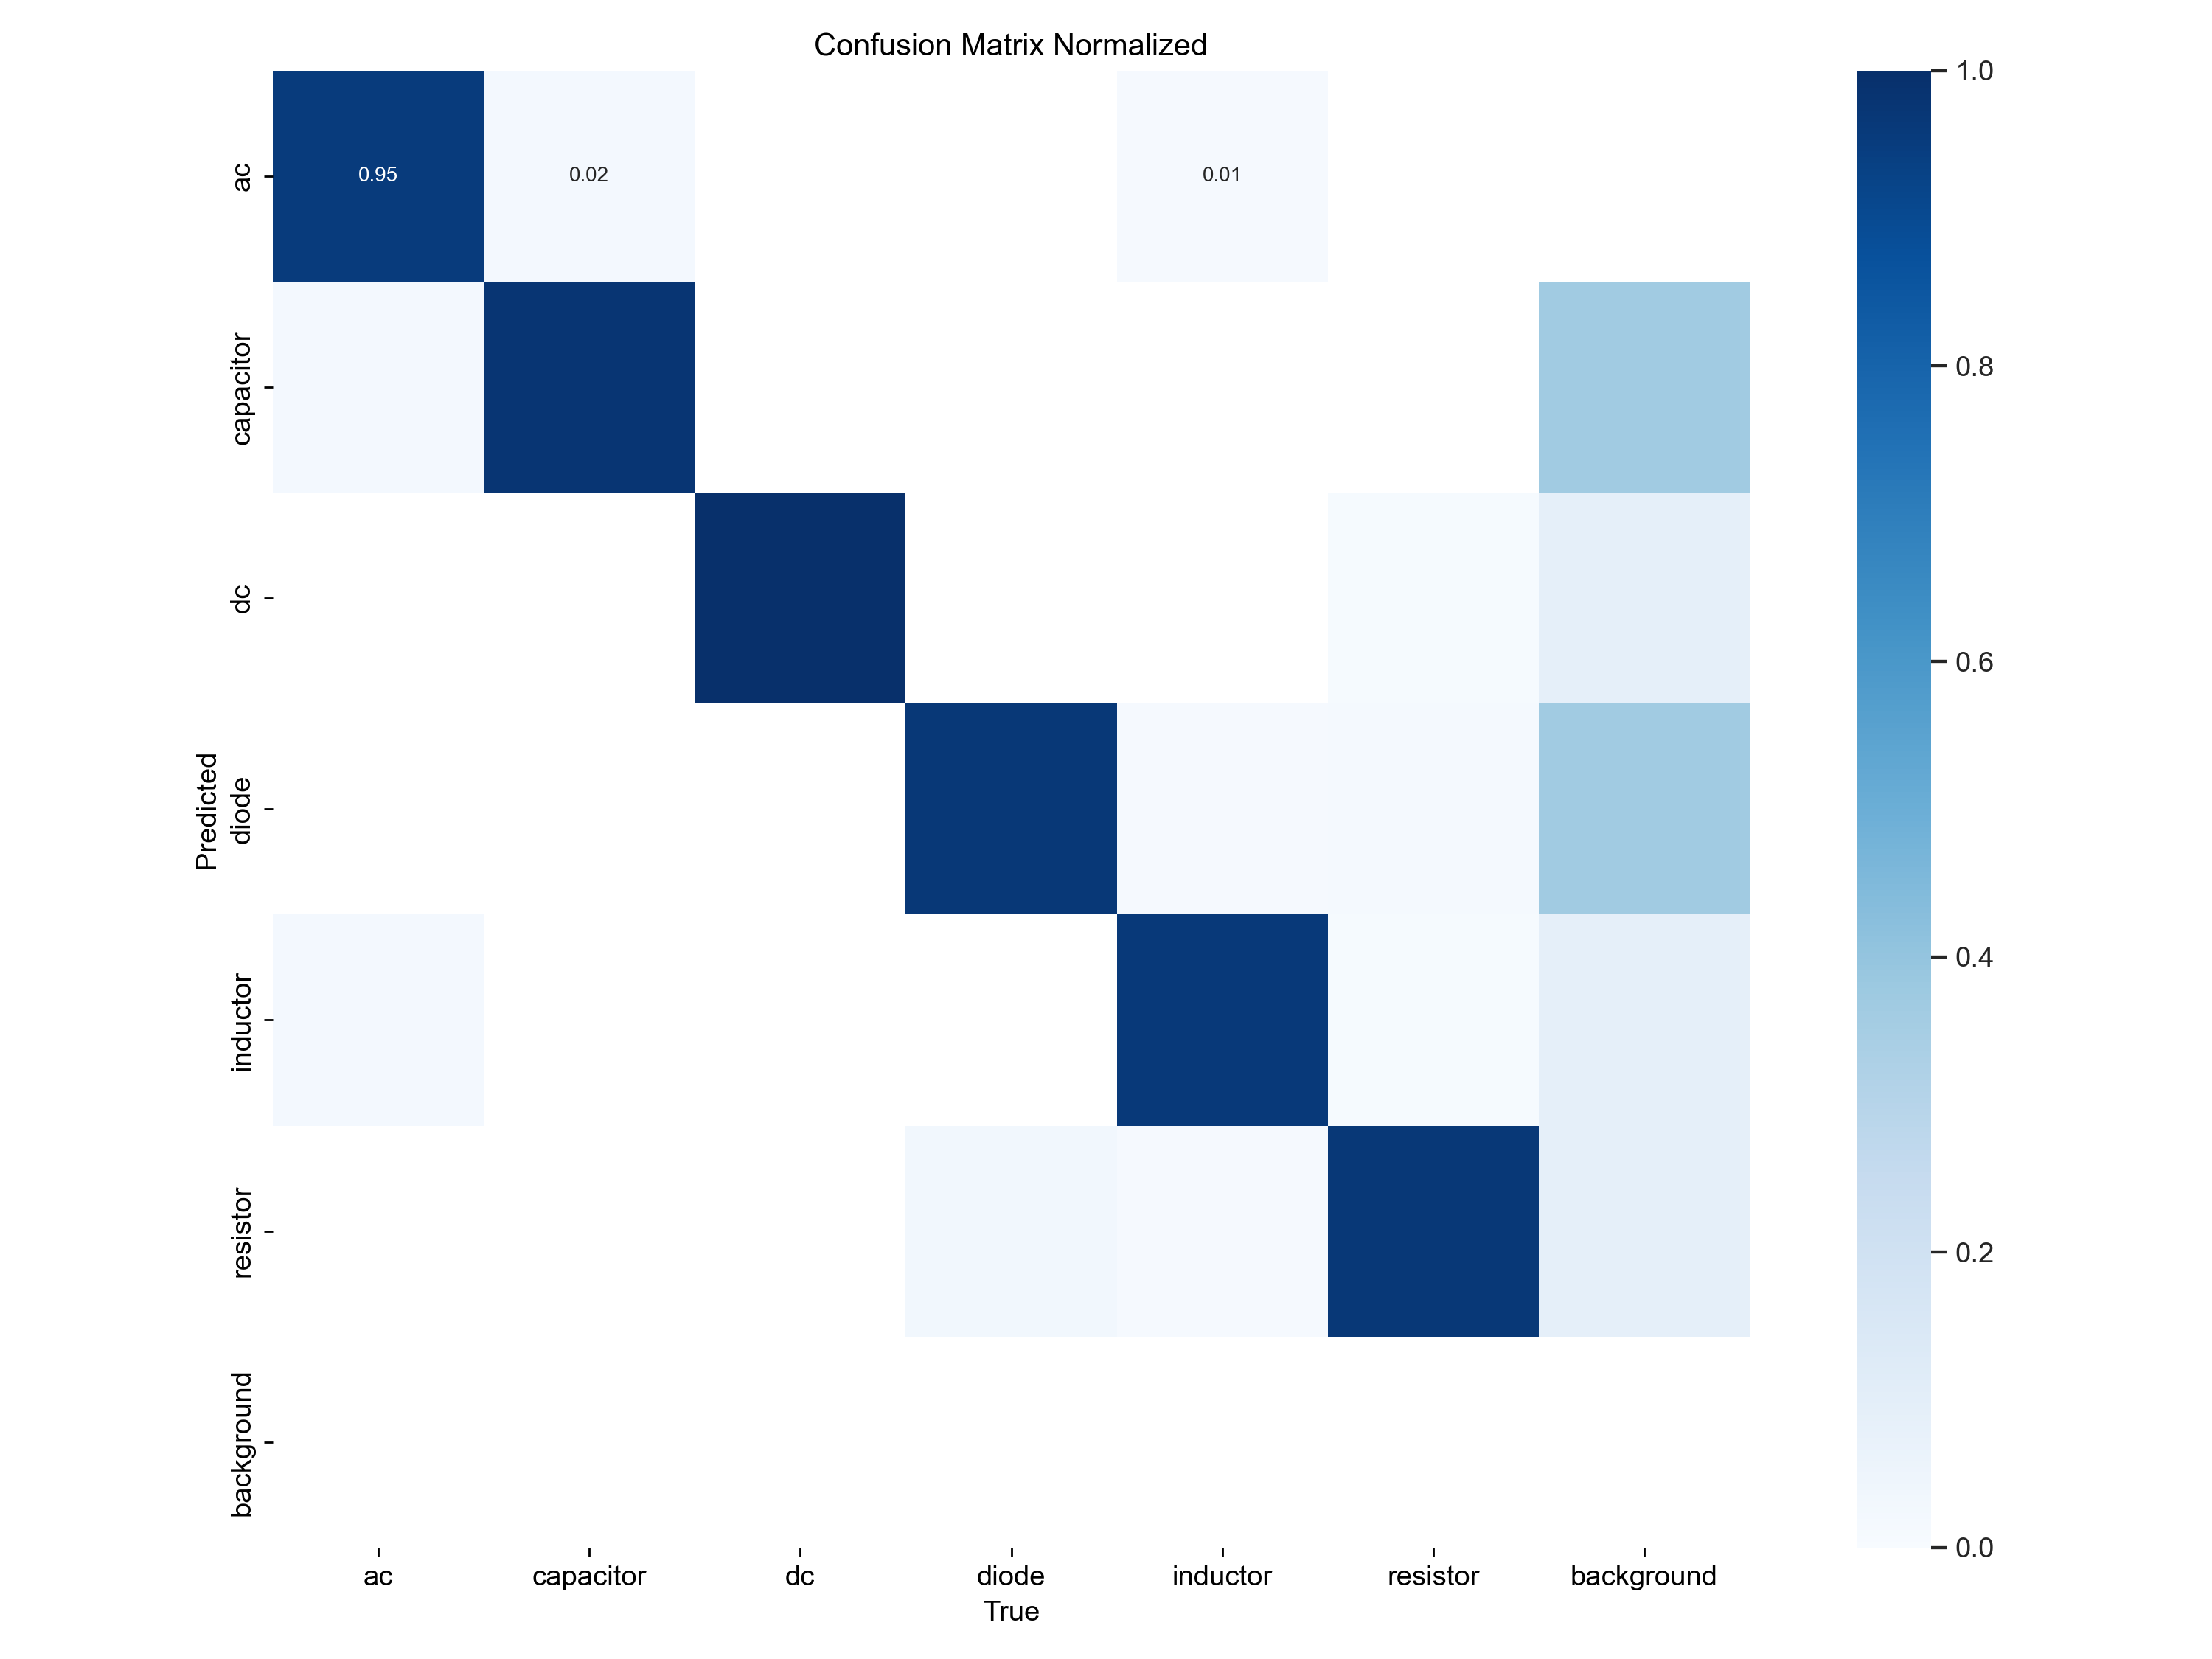 Confusion Matrix Normalized
1.0
ac
0.95
0.02
0.01
capacitor
0.8
dc
0.6
Predicted
diode
0.4
inductor
resistor
0.2
background
0.0
ac capacitor dc diode inductor resistor background
True